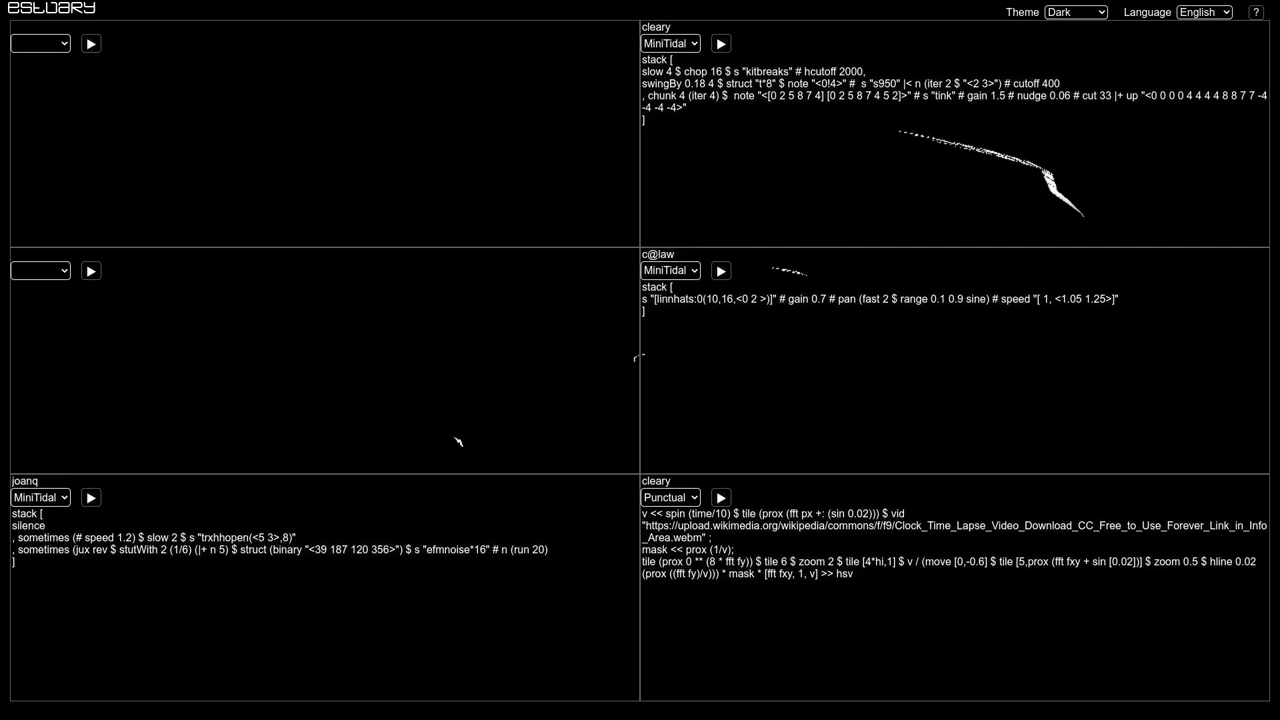 estuary
Theme Dark Language English ?
cleary
MiniTidal
stack [
slow 4 $ chop 16 $ s "kitbreaks" # hcutoff 2000,
swingBy 0.18 4 $ struct "t*8" $ note "<0!4>" #  s "s950" |< n (iter 2 $ "<2 3>") # cutoff 400
, chunk 4 (iter 4) $  note "<[0 2 5 8 7 4] [0 2 5 8 7 4 5 2]>" # s "tink" # gain 1.5 # nudge 0.06 # cut 33 |+ up "<0 0 0 0 4 4 4 4 8 8 7 7 -4
-4 -4 -4>"
]
c@law
MiniTidal
stack [
s "[linnhats:0(10,16,<0 2 >)]" # gain 0.7 # pan (fast 2 $ range 0.1 0.9 sine) # speed "[ 1, <1.05 1.25>]"
]
joanq
MiniTidal
stack [
silence
, sometimes (# speed 1.2) $ slow 2 $ s "trxhhopen(<5 3>,8)"
, sometimes (jux rev $ stutWith 2 (1/6) (|+ n 5) $ struct (binary "<39 187 120 356>") $ s "efmnoise*16" # n (run 20)
]
cleary
Punctual
v << spin (time/10) $ tile (prox (fft px +: (sin 0.02))) $ vid
"https://upload.wikimedia.org/wikipedia/commons/f/f9/Clock_Time_Lapse_Video_Download_CC_Free_to_Use_Forever_Link_in_Info
_Area.webm" ;
mask << prox (1/v);
tile (prox 0 ** (8 * fft fy)) $ tile 6 $ zoom 2 $ tile [4*hi,1] $ v / (move [0,-0.6] $ tile [5,prox (fft fxy + sin [0.02])] $ zoom 0.5 $ hline 0.02
(prox ((fft fy)/v))) * mask * [fft fxy, 1, v] >> hsv